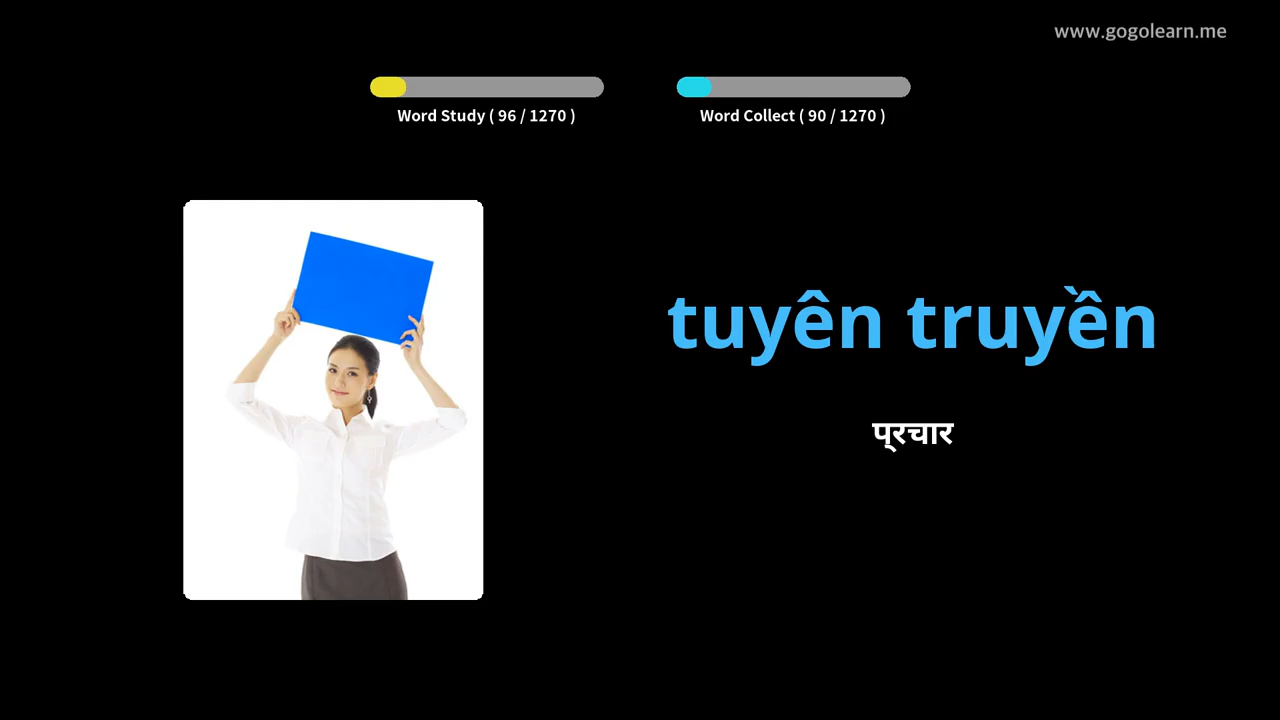 www.gogolearn.me
Word Study ( 96 / 1270 )
Word Collect ( 90 / 1270 )
tuyên truyền
प्रचार